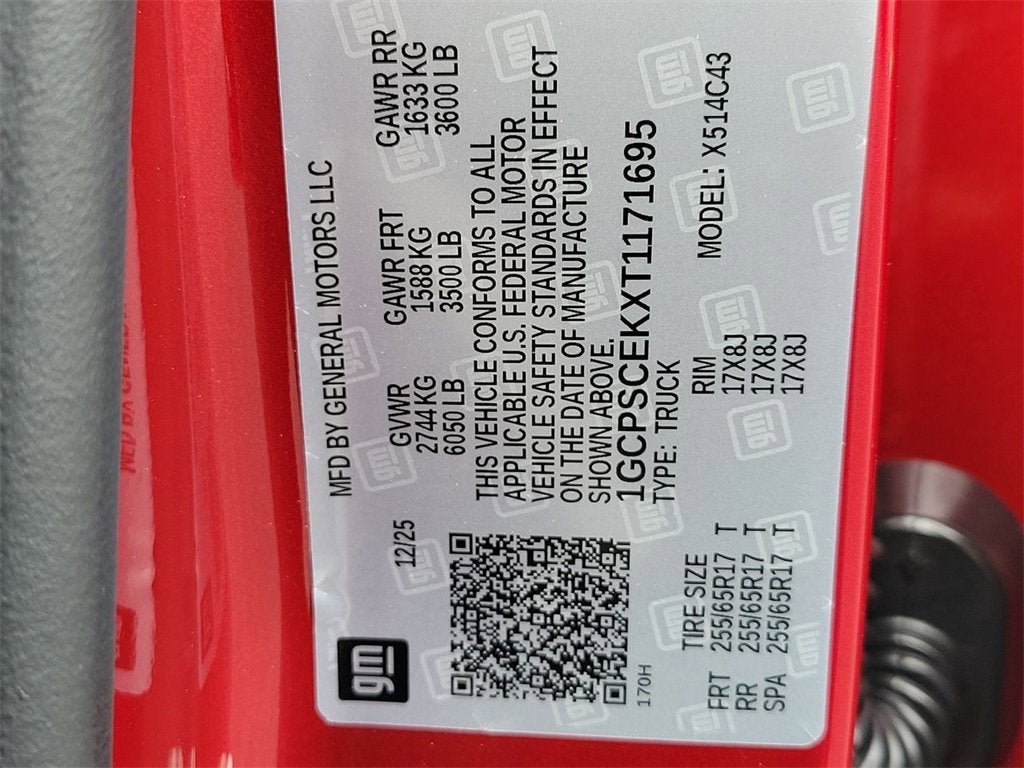 gm
12/25
MFD BY GENERAL MOTORS LLC
GVWR GAWR FRT GAWR RR
2744 KG 1588 KG 1633 KG
6050 LB 3500 LB 3600 LB
THIS VEHICLE CONFORMS TO ALL
APPLICABLE U.S. FEDERAL MOTOR
VEHICLE SAFETY STANDARDS IN EFFECT
ON THE DATE OF MANUFACTURE
SHOWN ABOVE.
1GCPSCEKXT1171695
TYPE: TRUCK
170H
MODEL: X514C43
TIRE SIZE RIM
FRT 255/65R17 T 17X8J
RR 255/65R17 T 17X8J
SPA 255/65R17 T 17X8J